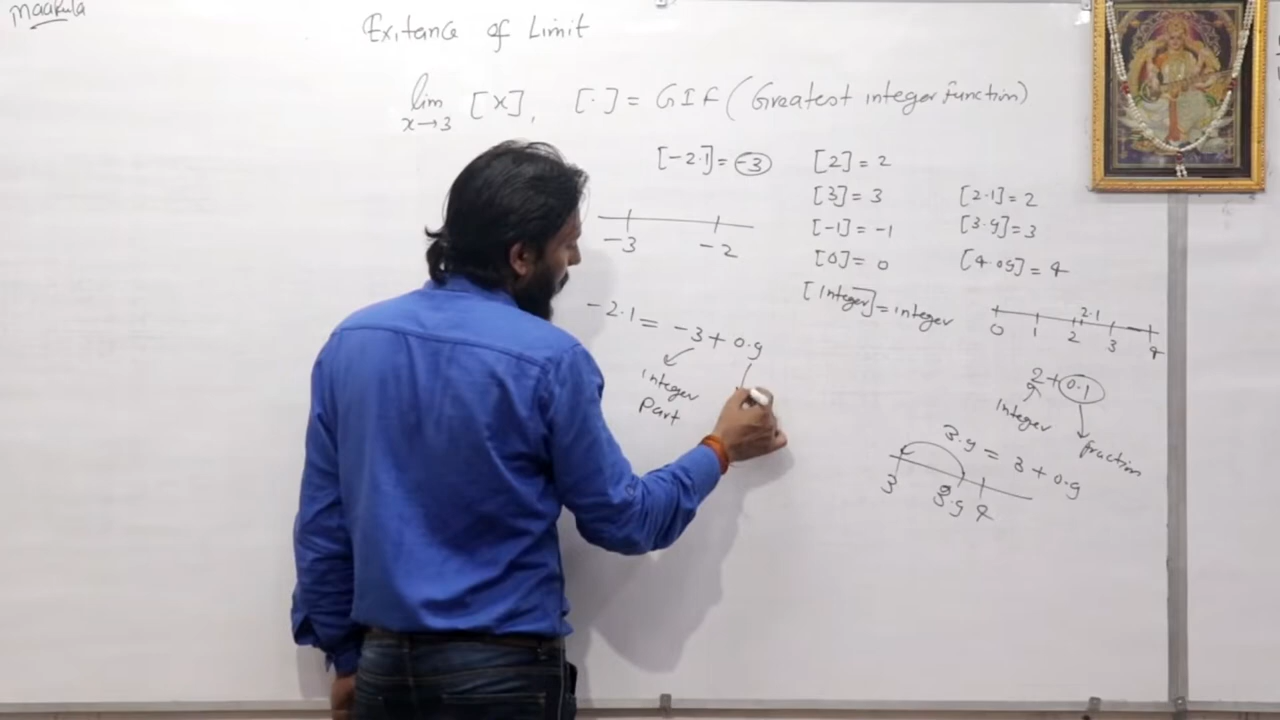 Maakula
Exitance of Limit
lim x→3 [x], [·] = GIF (Greatest integer function)
[-2·1] = -3
[2] = 2
[3] = 3
[-1] = -1
[0] = 0
[Integer] = integer
[2·1] = 2
[3·9] = 3
[4·05] = 4
-3 -2
-2·1 = -3 + 0·9
Integer
Part
2·1
0 1 2 3 4
2 + 0·1
Integer
fraction
3·9 = 3 + 0·9
3 3·9 4